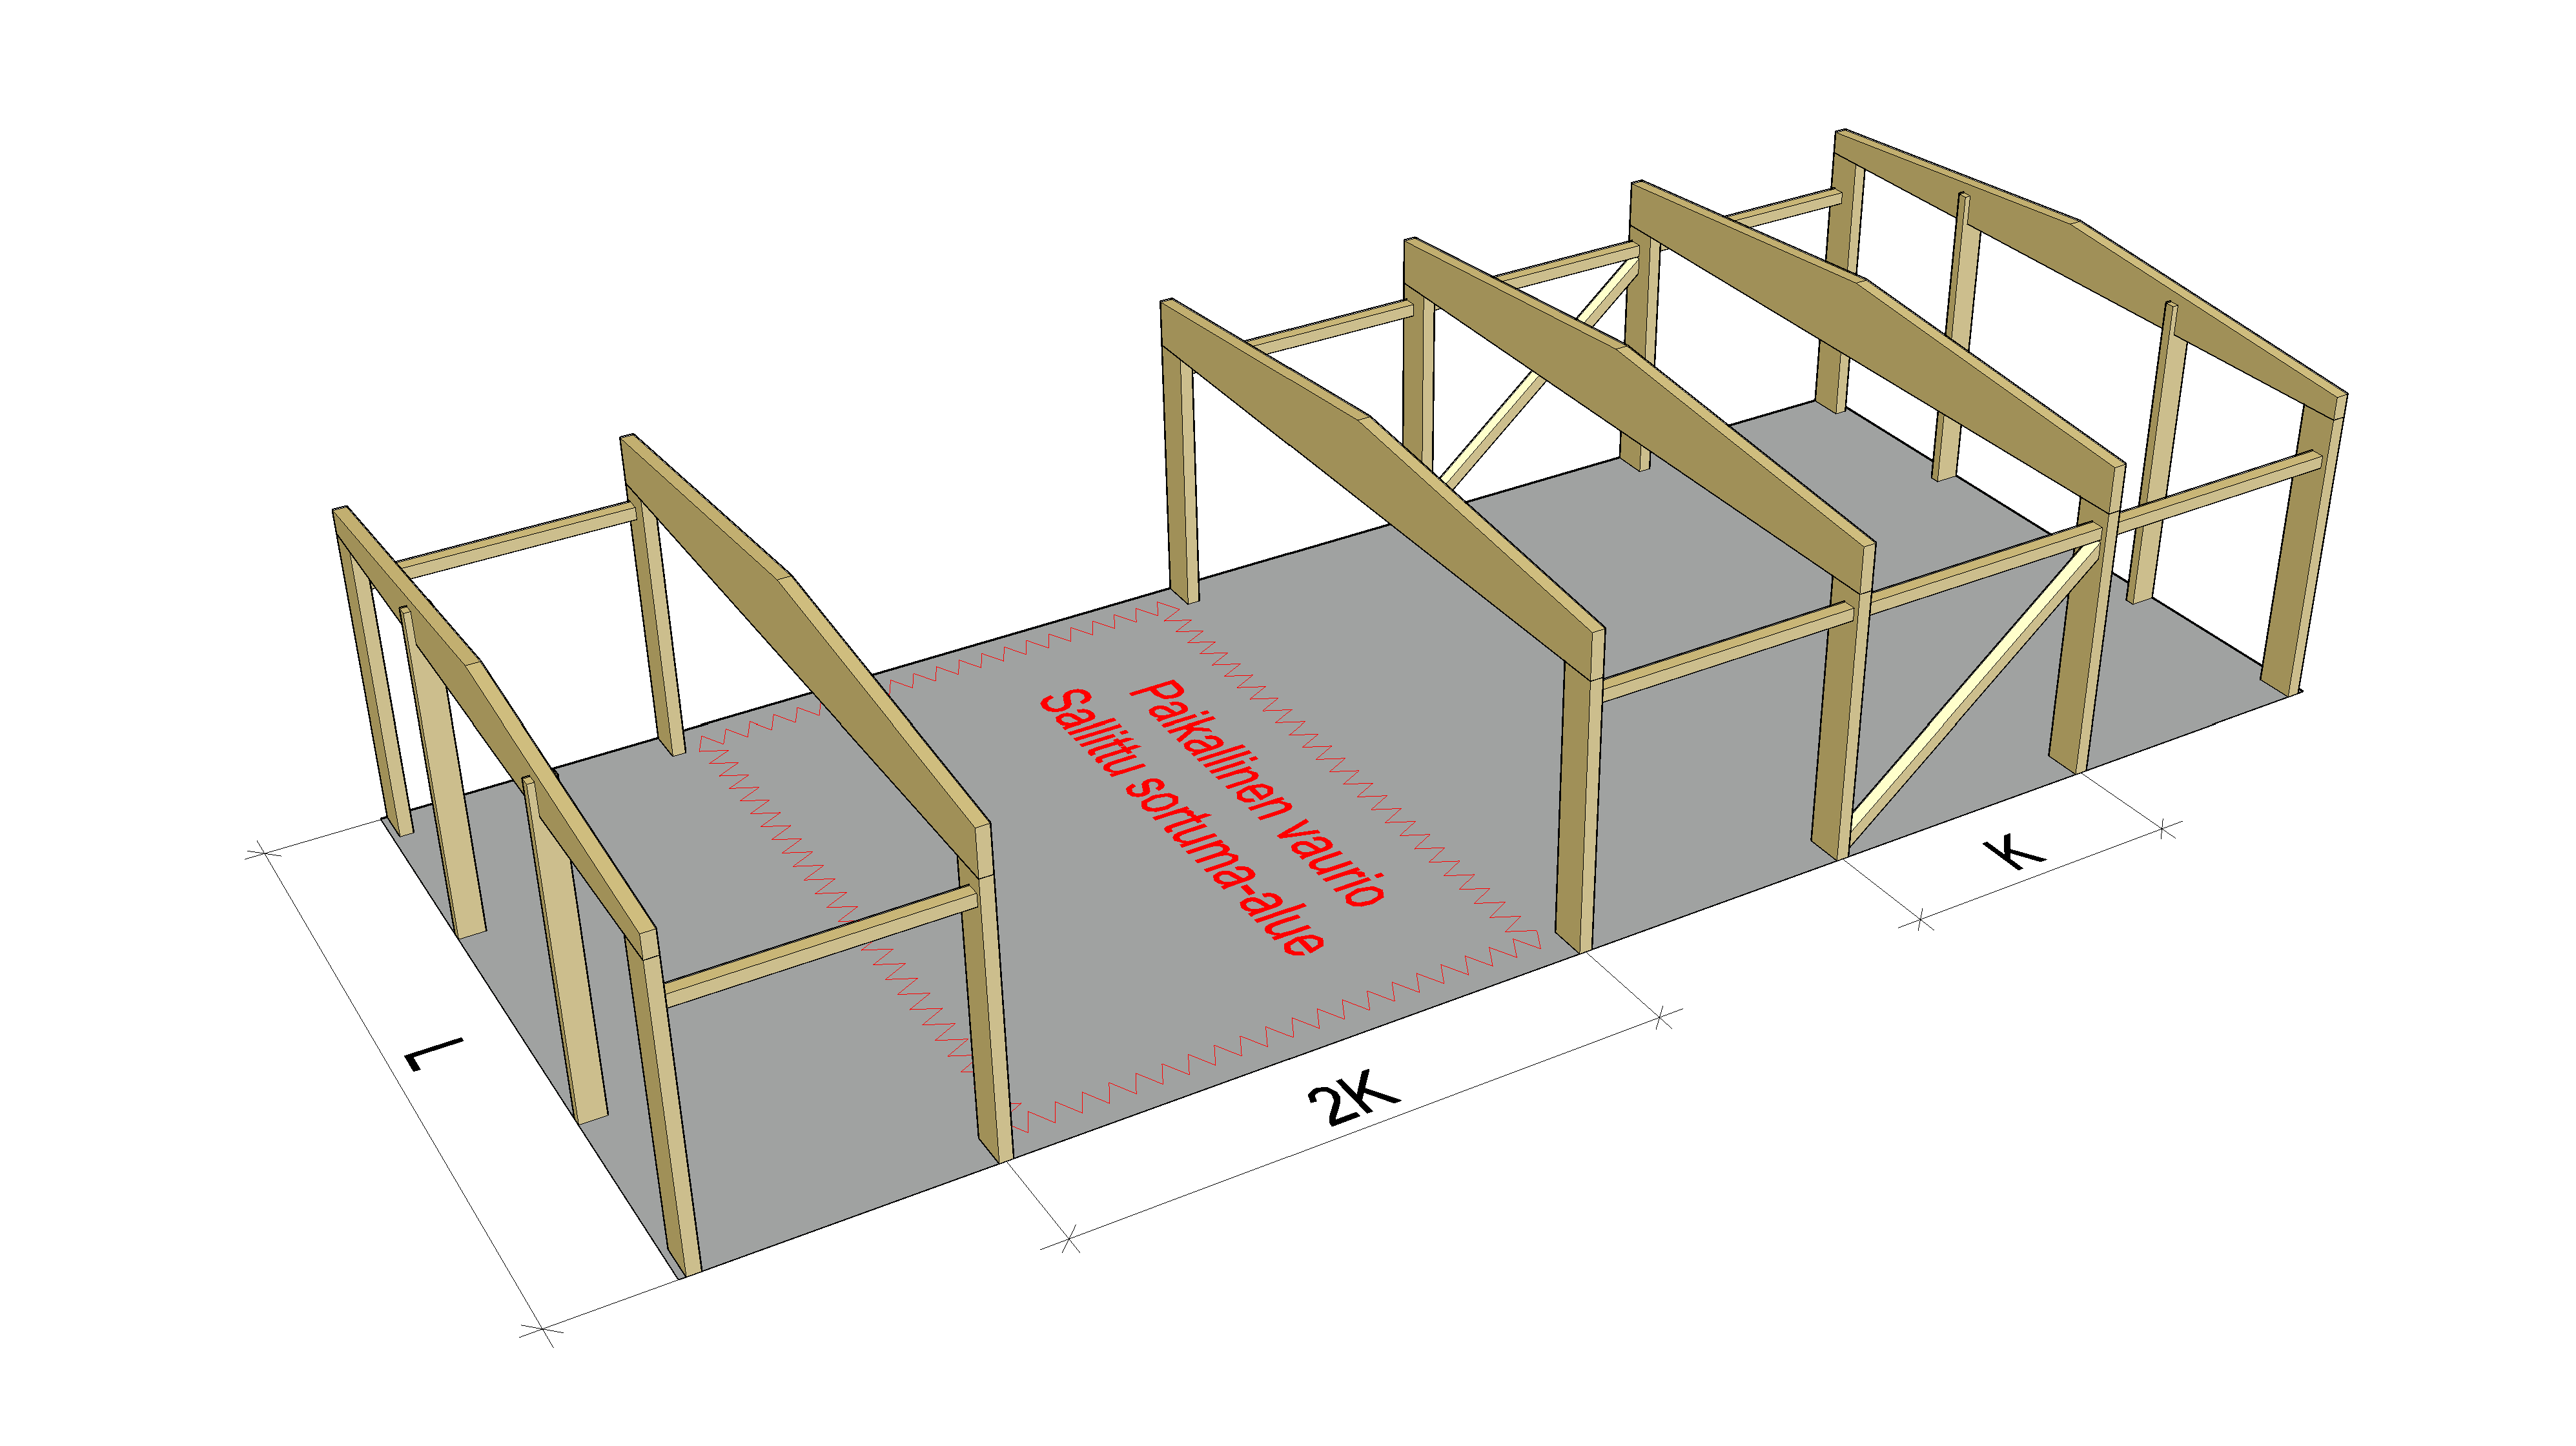 Paikallinen vaurio
Sallittu sortuma-alue
L
2K
K